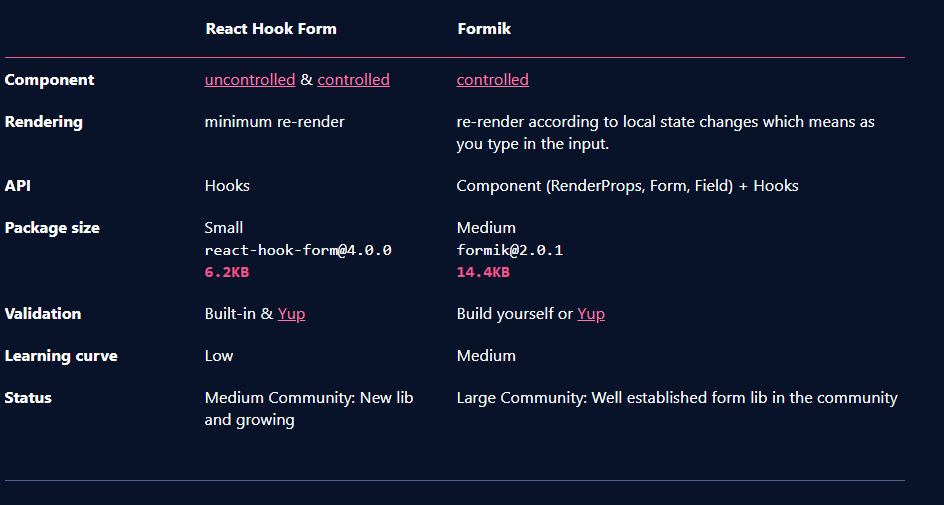 React Hook Form Formik
Component uncontrolled & controlled controlled
Rendering minimum re-render re-render according to local state changes which means as
you type in the input.
API Hooks Component (RenderProps, Form, Field) + Hooks
Package size Small Medium
react-hook-form@4.0.0 formik@2.0.1
6.2KB 14.4KB
Validation Built-in & Yup Build yourself or Yup
Learning curve Low Medium
Status Medium Community: New lib Large Community: Well established form lib in the community
and growing